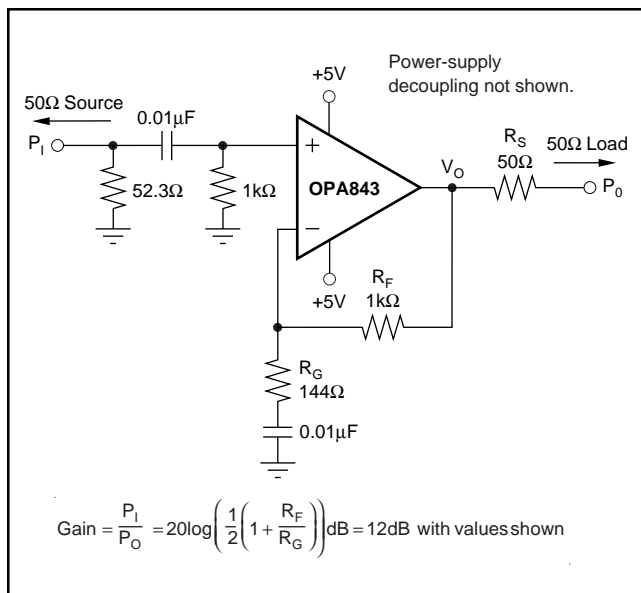 Power-supply
decoupling not shown.
+5V
50Ω Source
0.01μF
P_I
52.3Ω
1kΩ
+
OPA843
−
V_O
R_S
50Ω
50Ω Load
P_0
+5V
R_F
1kΩ
R_G
144Ω
0.01μF
Gain = P_I/P_O = 20log(1/2(1 + R_F/R_G))dB = 12dB with values shown